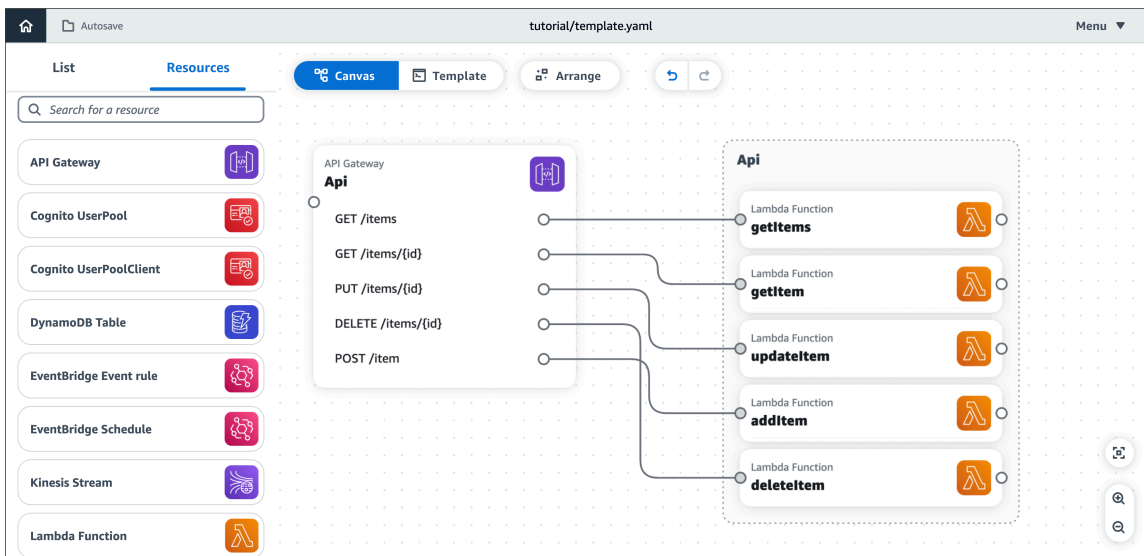 Autosave
tutorial/template.yaml
Menu
List
Resources
Canvas
Template
Arrange
Search for a resource
API Gateway
Cognito UserPool
Cognito UserPoolClient
DynamoDB Table
EventBridge Event rule
EventBridge Schedule
Kinesis Stream
Lambda Function
API Gateway
Api
GET /items
GET /items/{id}
PUT /items/{id}
DELETE /items/{id}
POST /item
Api
Lambda Function
getItems
Lambda Function
getItem
Lambda Function
updateItem
Lambda Function
addItem
Lambda Function
deleteItem